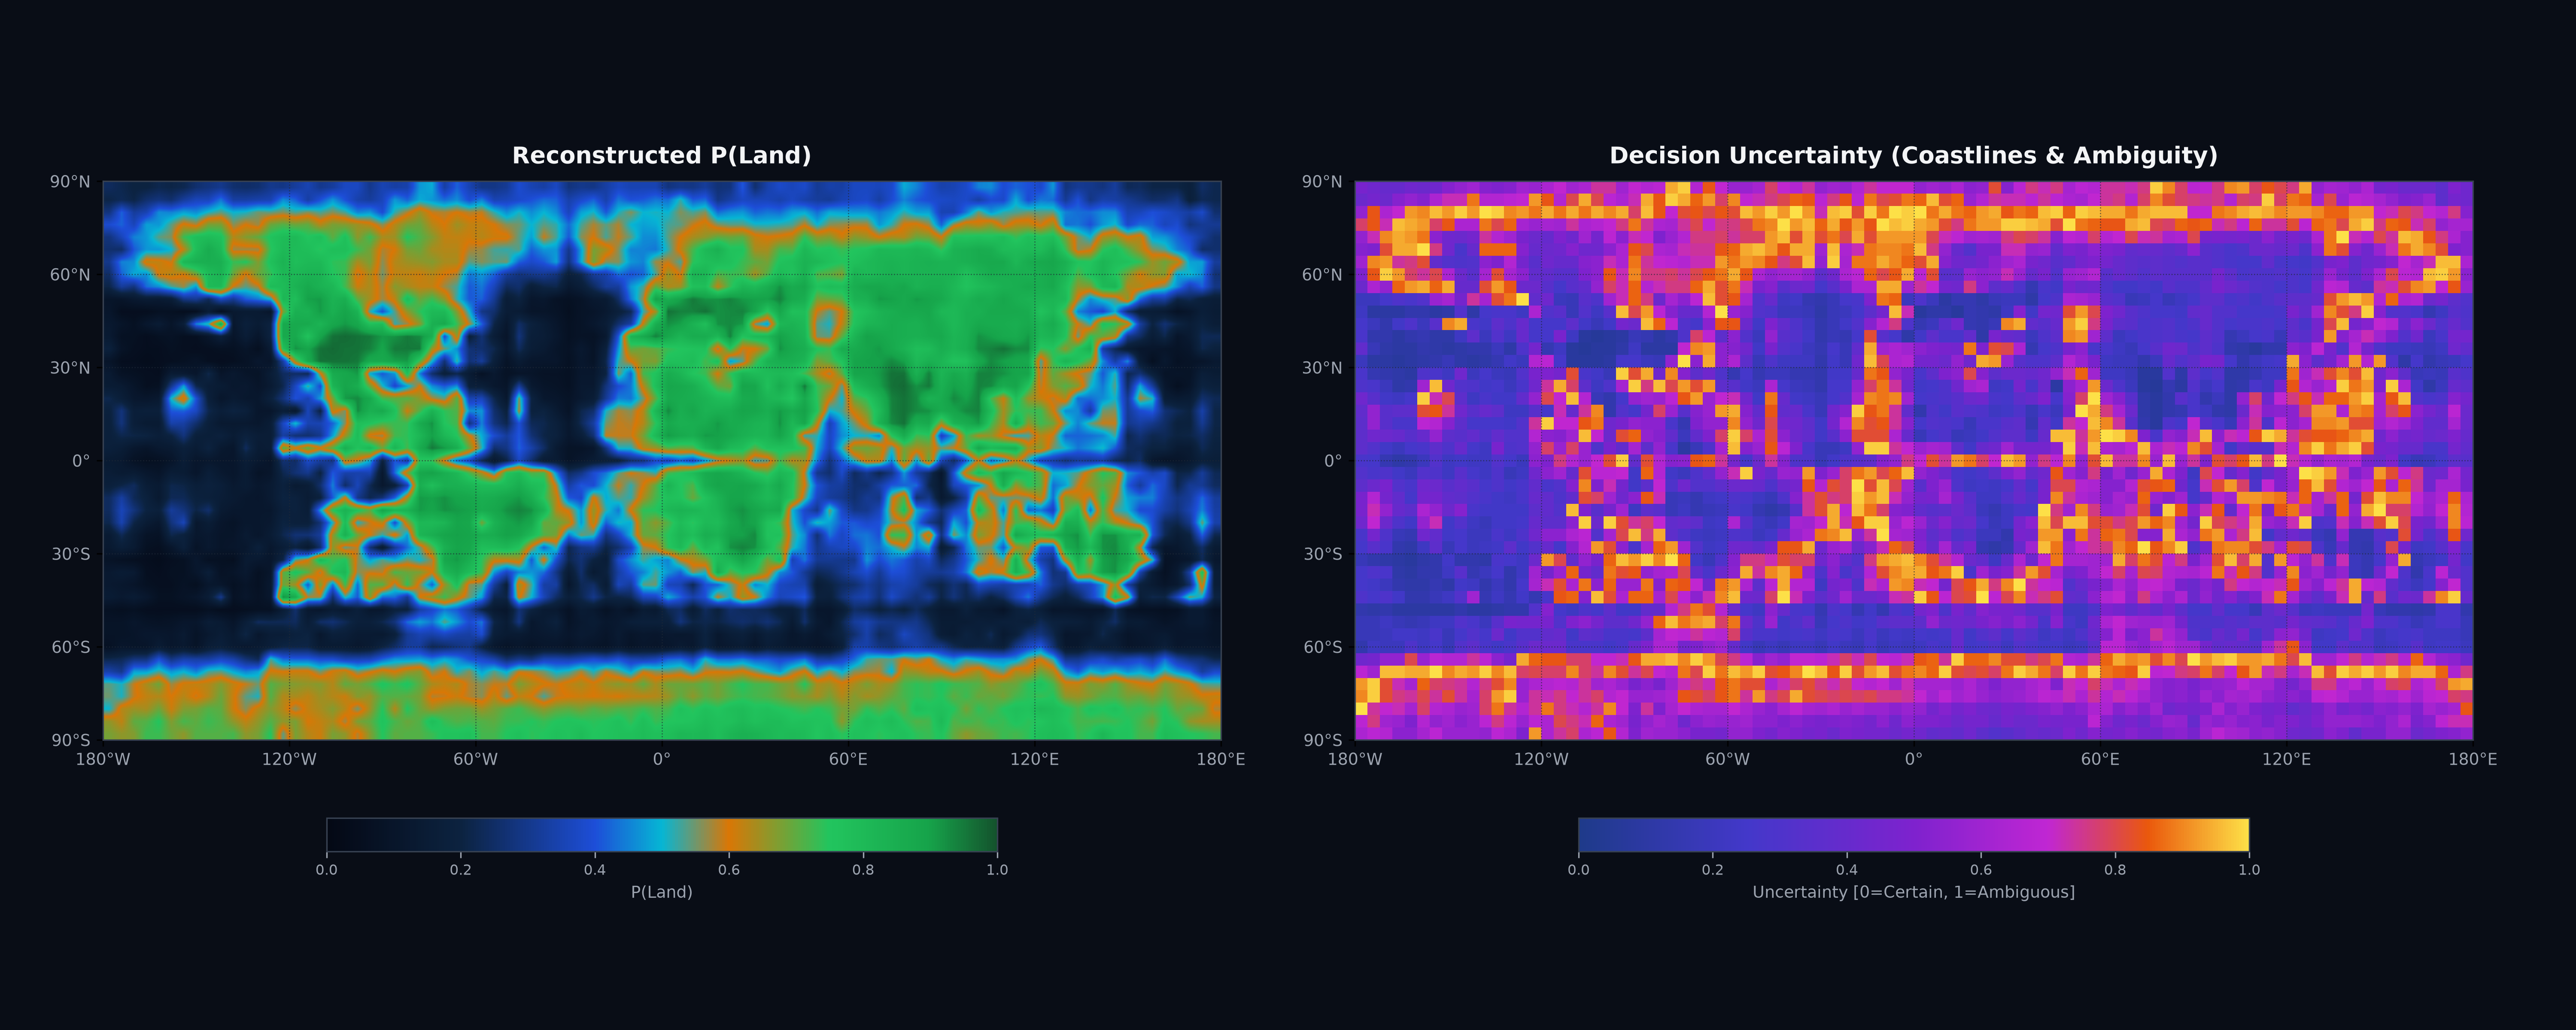 Reconstructed P(Land)
90°N
60°N
30°N
0°
30°S
60°S
90°S
180°W 120°W 60°W 0° 60°E 120°E 180°E
0.0 0.2 0.4 0.6 0.8 1.0
P(Land)
Decision Uncertainty (Coastlines & Ambiguity)
90°N
60°N
30°N
0°
30°S
60°S
90°S
180°W 120°W 60°W 0° 60°E 120°E 180°E
0.0 0.2 0.4 0.6 0.8 1.0
Uncertainty [0=Certain, 1=Ambiguous]